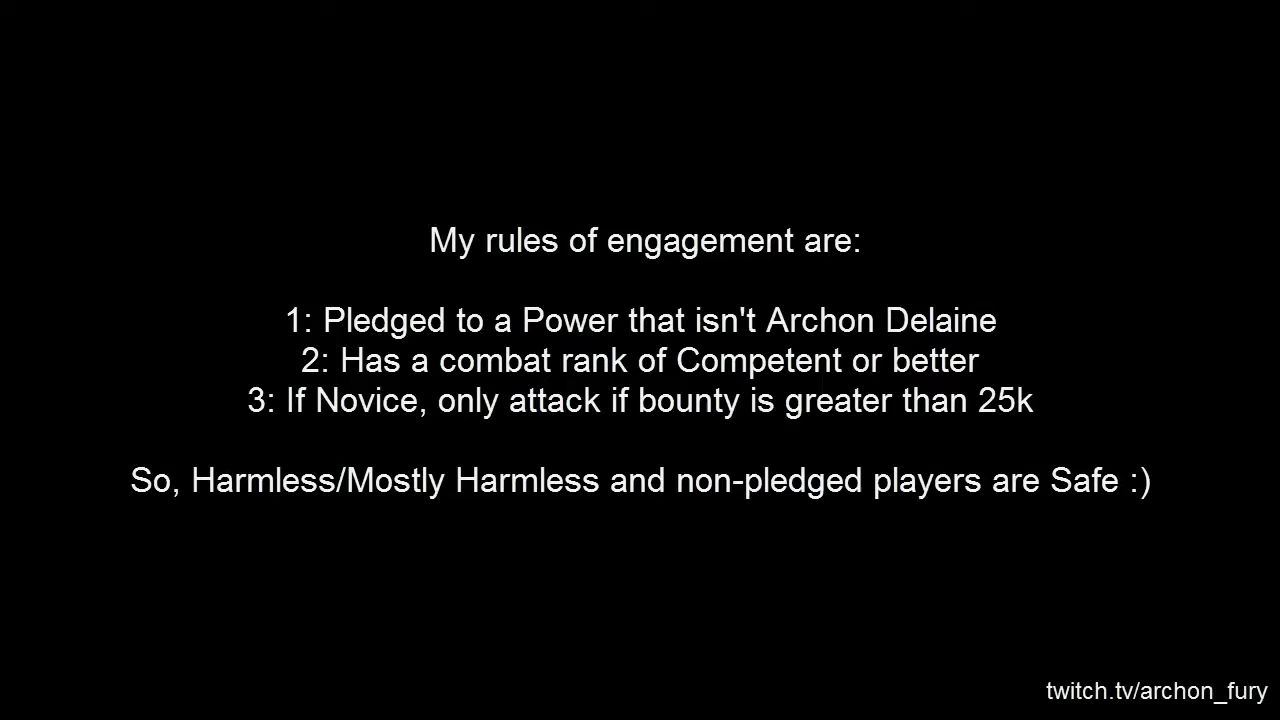 My rules of engagement are:
1: Pledged to a Power that isn't Archon Delaine
2: Has a combat rank of Competent or better
3: If Novice, only attack if bounty is greater than 25k
So, Harmless/Mostly Harmless and non-pledged players are Safe :)
twitch.tv/archon_fury